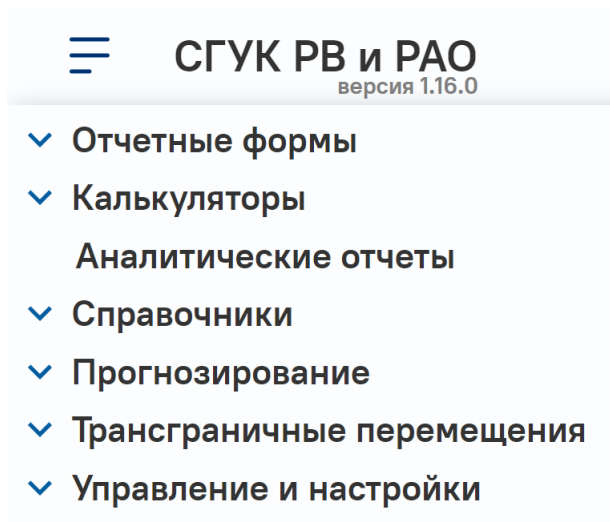 СГУК РВ и РАО
версия 1.16.0
Отчетные формы
Калькуляторы
Аналитические отчеты
Справочники
Прогнозирование
Трансграничные перемещения
Управление и настройки